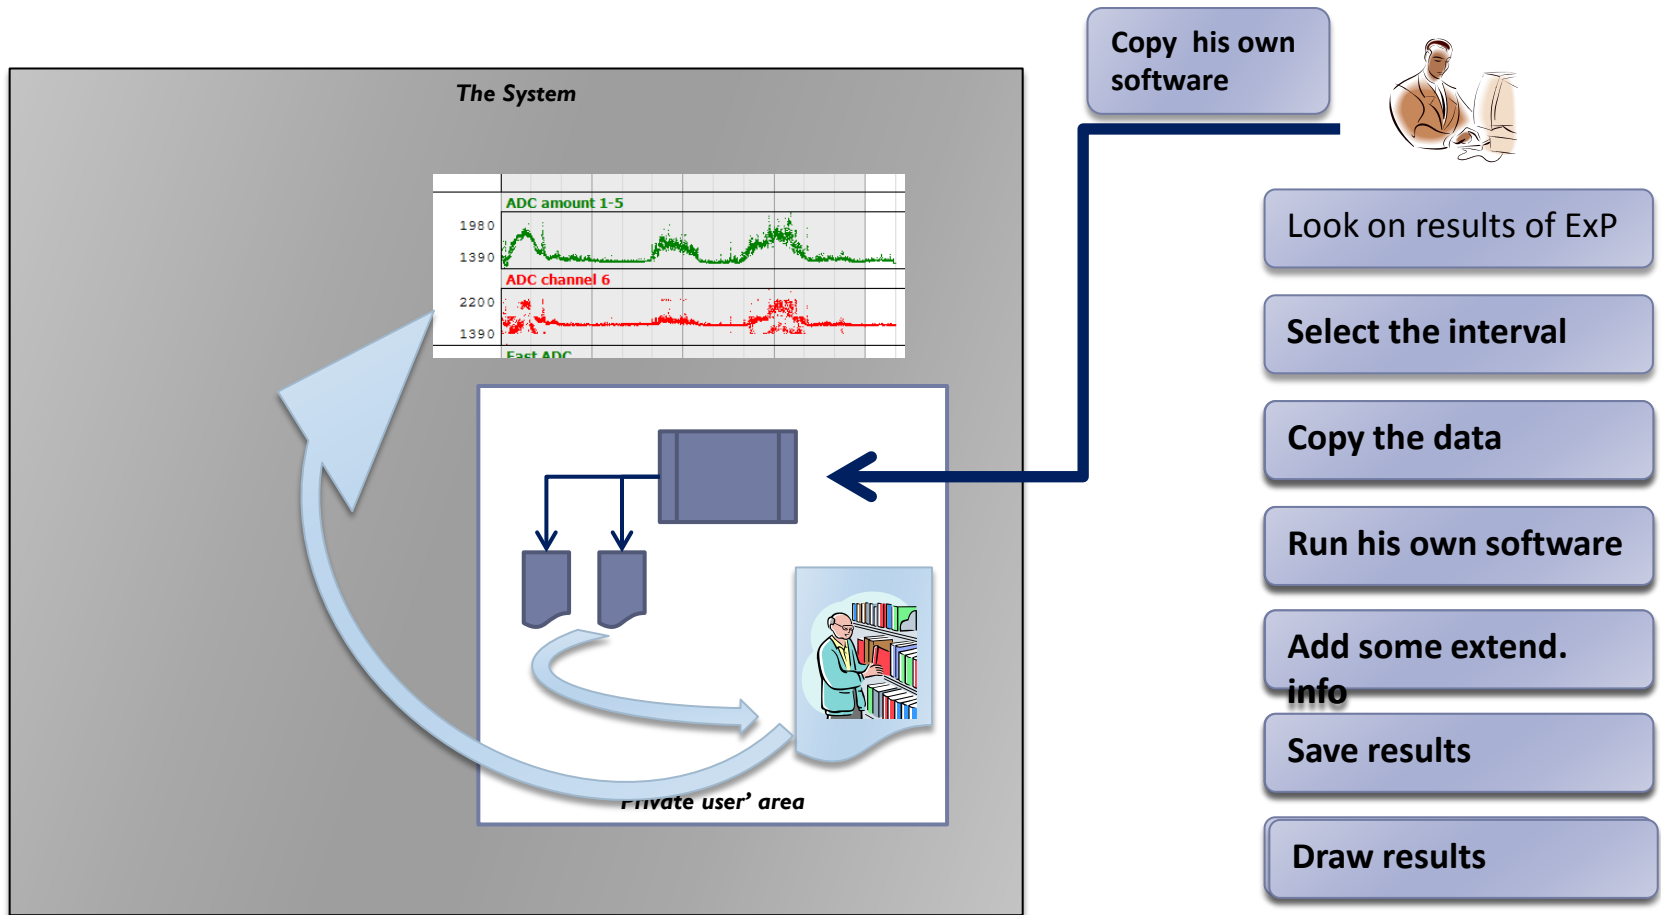 Copy his own
software
The System
ADC amount 1-5
1980
1390
ADC channel 6
2200
1390
Fast ADC
Private user' area
Look on results of ExP
Select the interval
Copy the data
Run his own software
Add some extend.
info
Save results
Draw results